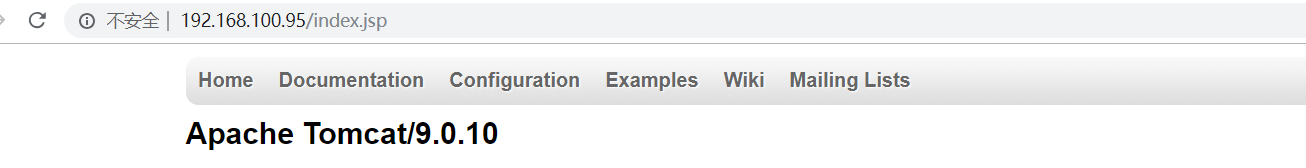 不安全 | 192.168.100.95/index.jsp
Home Documentation Configuration Examples Wiki Mailing Lists
Apache Tomcat/9.0.10